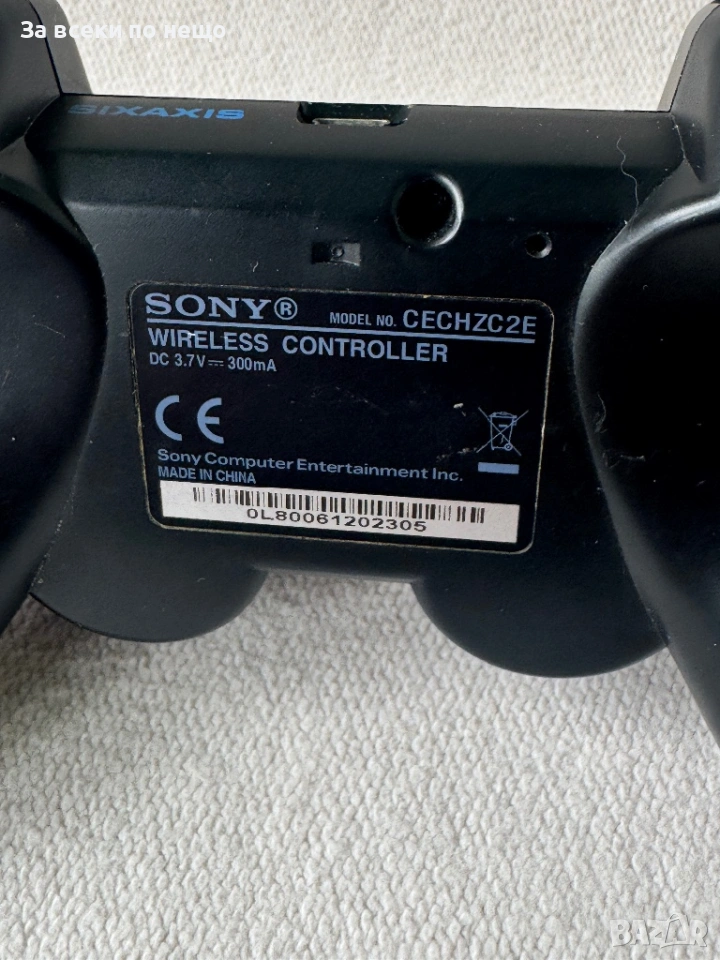 За всеки по нещо
SIXAXIS
SONY® MODEL NO. CECHZC2E
WIRELESS CONTROLLER
DC 3.7V⎓300mA
CE
Sony Computer Entertainment Inc.
MADE IN CHINA
0L80061202305
BAZAR